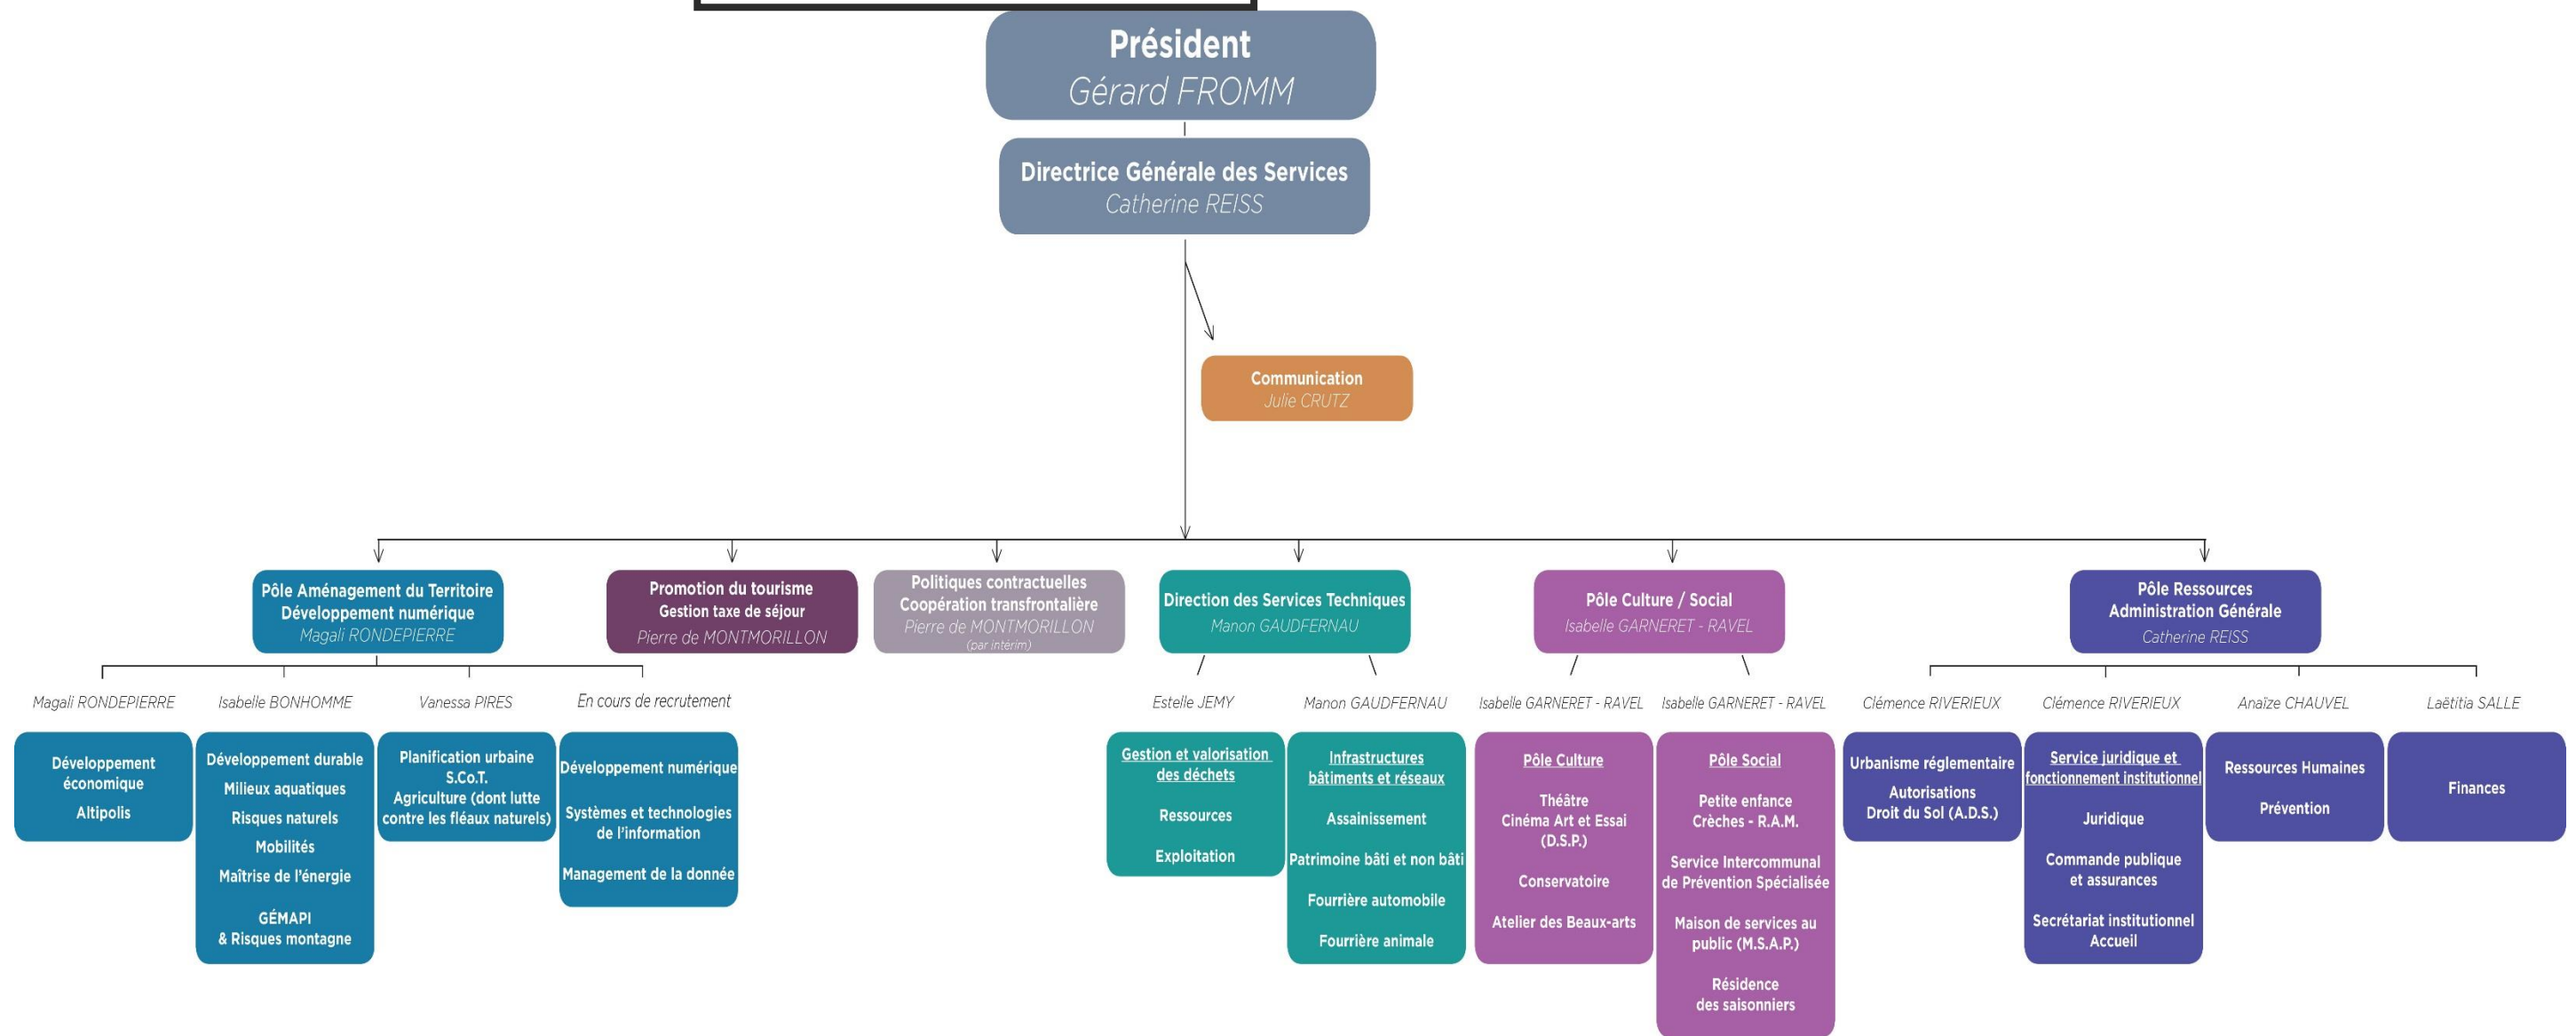 Président
Gérard FROMM
Directrice Générale des Services
Catherine REISS
Communication
Julie CRUTZ
Pôle Aménagement du Territoire
Développement numérique
Magali RONDEPIERRE
Promotion du tourisme
Gestion taxe de séjour
Pierre de MONTMORILLON
Politiques contractuelles
Coopération transfrontalière
Pierre de MONTMORILLON
(par intérim)
Direction des Services Techniques
Manon GAUDFERNAU
Pôle Culture / Social
Isabelle GARNERET - RAVEL
Pôle Ressources
Administration Générale
Catherine REISS
Magali RONDEPIERRE
Développement
économique
Altipolis
Isabelle BONHOMME
Développement durable
Milieux aquatiques
Risques naturels
Mobilités
Maîtrise de l'énergie
GÉMAPI
& Risques montagne
Vanessa PIRES
Planification urbaine
S.Co.T.
Agriculture (dont lutte
contre les fléaux naturels)
En cours de recrutement
Développement numérique
Systèmes et technologies
de l'information
Management de la donnée
Estelle JEMY
Gestion et valorisation
des déchets
Ressources
Exploitation
Manon GAUDFERNAU
Infrastructures
bâtiments et réseaux
Assainissement
Patrimoine bâti et non bâti
Fourrière automobile
Fourrière animale
Isabelle GARNERET - RAVEL
Pôle Culture
Théâtre
Cinéma Art et Essai
(D.S.P.)
Conservatoire
Atelier des Beaux-arts
Isabelle GARNERET - RAVEL
Pôle Social
Petite enfance
Crèches - R.A.M.
Service Intercommunal
de Prévention Spécialisée
Maison de services au
public (M.S.A.P.)
Résidence
des saisonniers
Clémence RIVERIEUX
Urbanisme réglementaire
Autorisations
Droit du Sol (A.D.S.)
Clémence RIVERIEUX
Service juridique et
fonctionnement institutionnel
Juridique
Commande publique
et assurances
Secrétariat institutionnel
Accueil
Anaïze CHAUVEL
Ressources Humaines
Prévention
Laëtitia SALLE
Finances